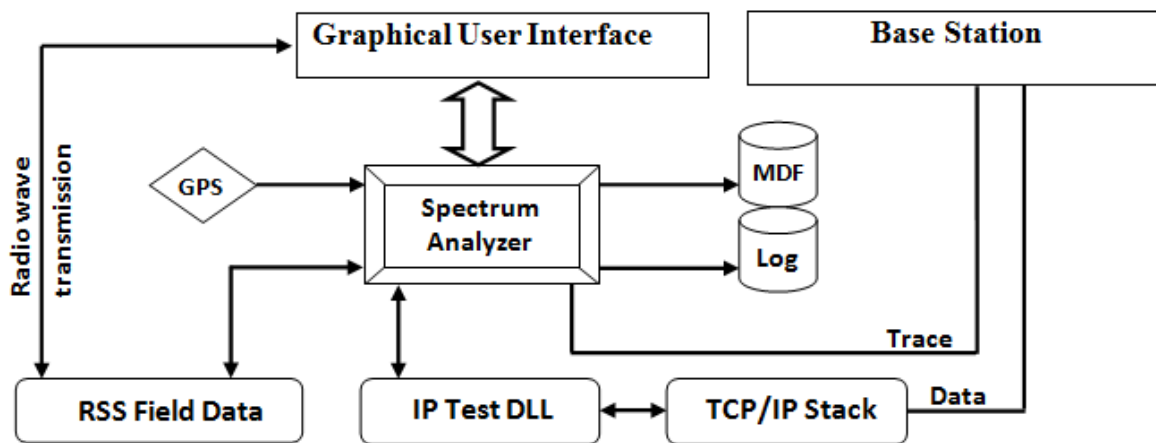 Graphical User Interface
Base Station
Radio wave
transmission
GPS
Spectrum
Analyzer
MDF
Log
Trace
RSS Field Data
IP Test DLL
TCP/IP Stack
Data